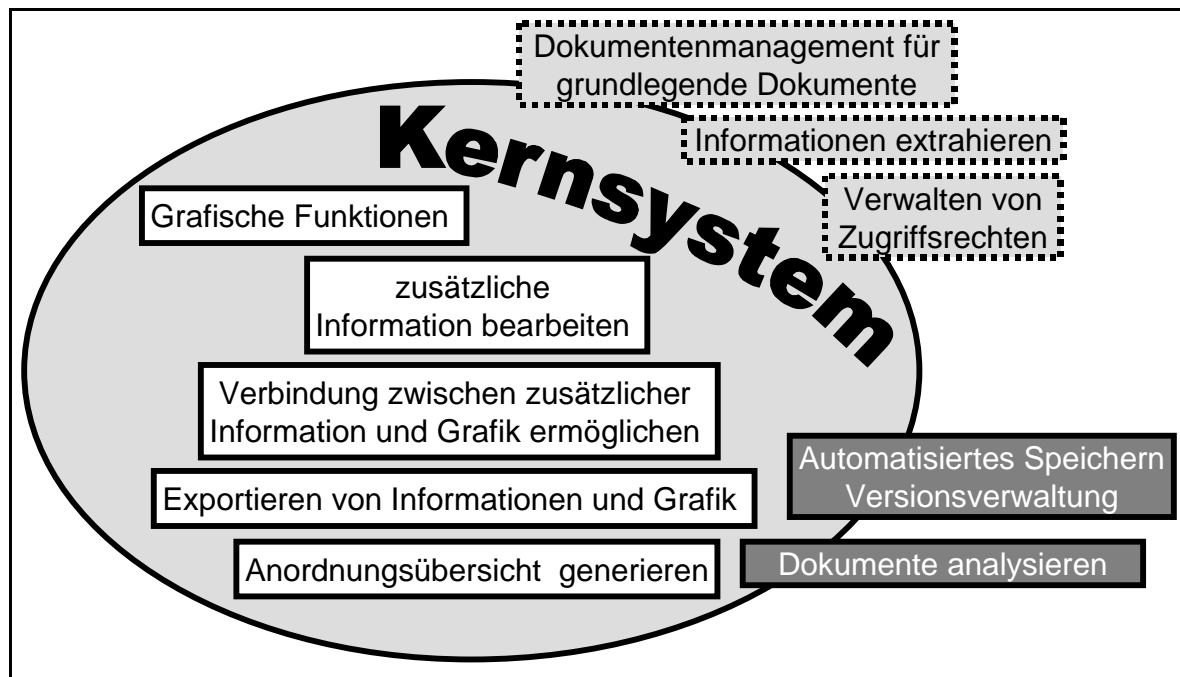 Dokumentenmanagement für
grundlegende Dokumente
Informationen extrahieren
Verwalten von
Zugriffsrechten
Kernsystem
Grafische Funktionen
zusätzliche
Information bearbeiten
Verbindung zwischen zusätzlicher
Information und Grafik ermöglichen
Exportieren von Informationen und Grafik
Anordnungsübersicht generieren
Automatisiertes Speichern
Versionsverwaltung
Dokumente analysieren